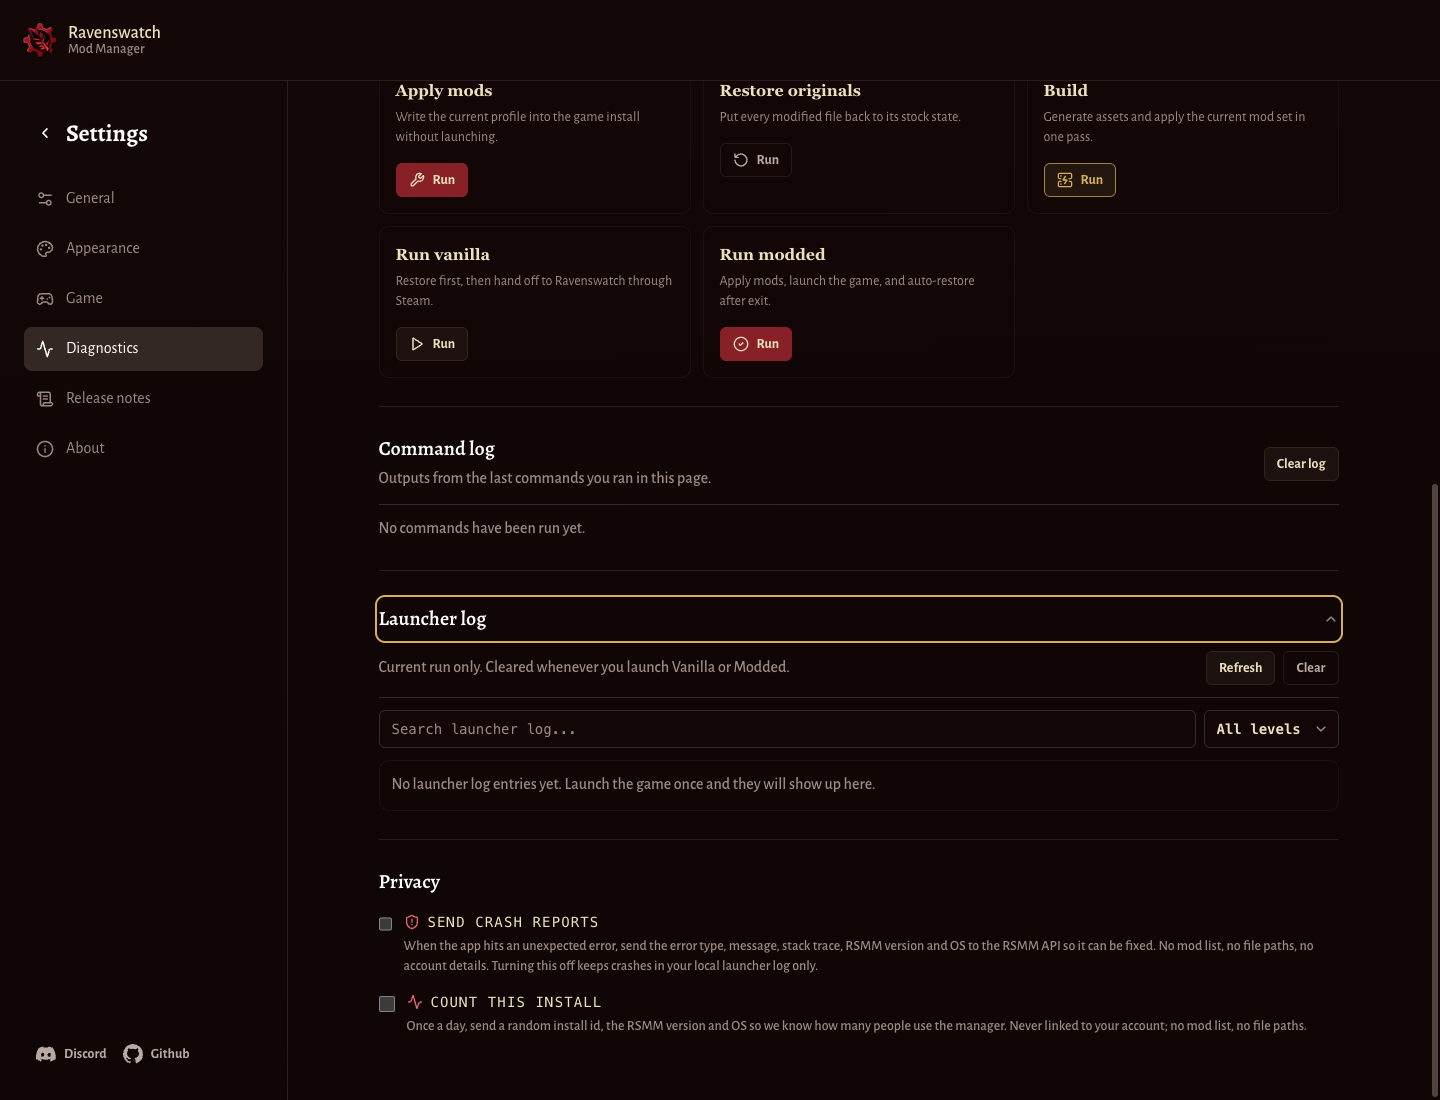 Ravenswatch
Mod Manager
Settings
General
Appearance
Game
Diagnostics
Release notes
About
Discord
Github
Apply mods
Write the current profile into the game install
without launching.
Run
Restore originals
Put every modified file back to its stock state.
Run
Build
Generate assets and apply the current mod set in
one pass.
Run
Run vanilla
Restore first, then hand off to Ravenswatch through
Steam.
Run
Run modded
Apply mods, launch the game, and auto-restore
after exit.
Run
Command log
Outputs from the last commands you ran in this page.
Clear log
No commands have been run yet.
Launcher log
Current run only. Cleared whenever you launch Vanilla or Modded.
Refresh
Clear
Search launcher log...
All levels
No launcher log entries yet. Launch the game once and they will show up here.
Privacy
SEND CRASH REPORTS
When the app hits an unexpected error, send the error type, message, stack trace, RSMM version and OS to the RSMM API so it can be fixed. No mod list, no file paths, no
account details. Turning this off keeps crashes in your local launcher log only.
COUNT THIS INSTALL
Once a day, send a random install id, the RSMM version and OS so we know how many people use the manager. Never linked to your account; no mod list, no file paths.